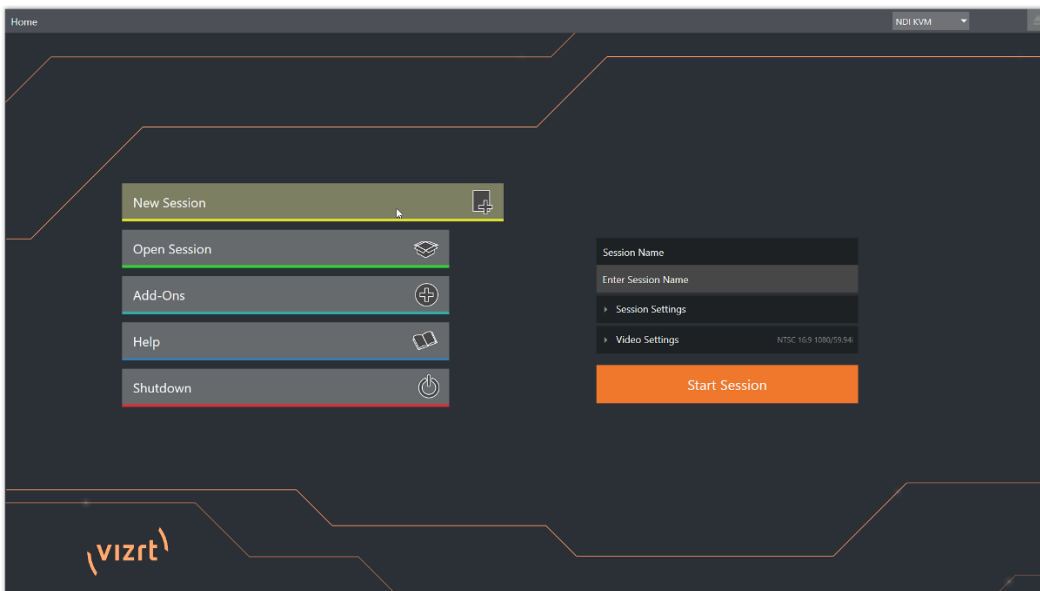 Home
NDI KVM
New Session
Open Session
Add-Ons
Help
Shutdown
Session Name
Enter Session Name
Session Settings
Video Settings
NTSC 16:9 1080/59.94i
Start Session
vizrt